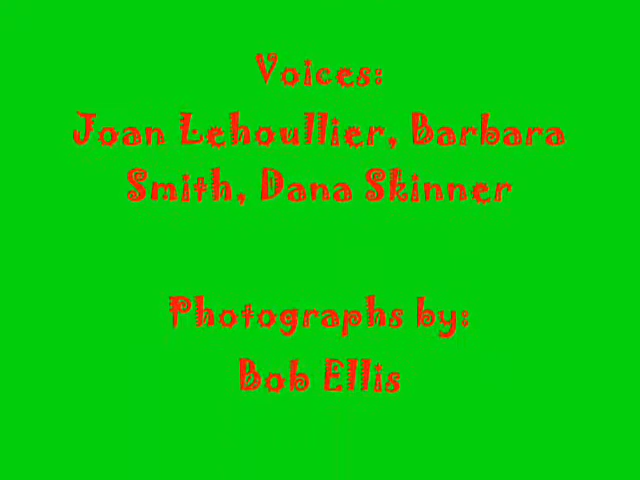 Voices:
Joan Lehoullier, Barbara
Smith, Dana Skinner
Photographs by:
Bob Ellis